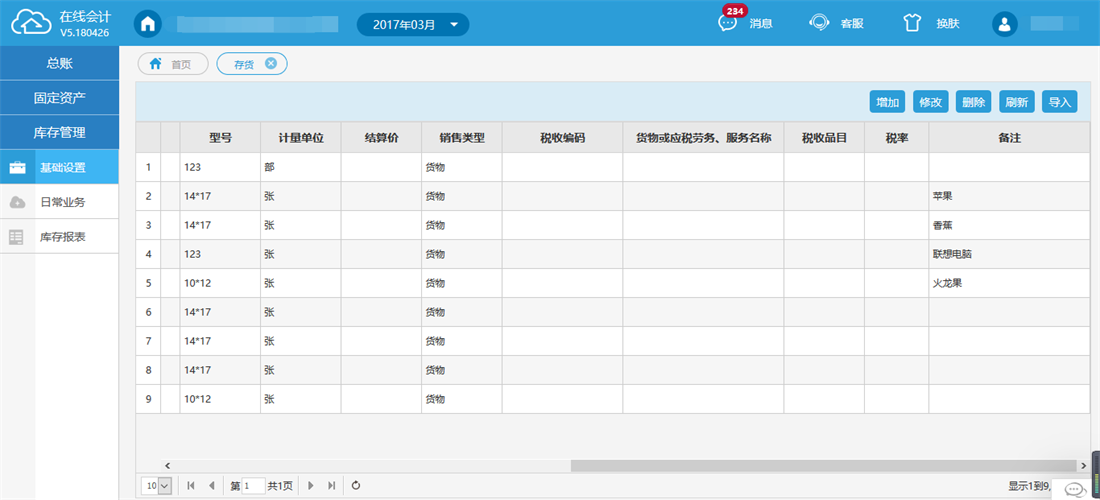 在线会计
V5.180426
2017年03月
234
消息
客服
换肤
总账
固定资产
库存管理
基础设置
日常业务
库存报表
首页
存货
增加 修改 删除 刷新 导入
型号 计量单位 结算价 销售类型 税收编码 货物或应税劳务、服务名称 税收品目 税率 备注
1 123 部 货物
2 14*17 张 货物 苹果
3 14*17 张 货物 香蕉
4 123 张 货物 联想电脑
5 10*12 张 货物 火龙果
6 14*17 张 货物
7 14*17 张 货物
8 14*17 张 货物
9 10*12 张 货物
10 第 1 共1页 显示1到9,